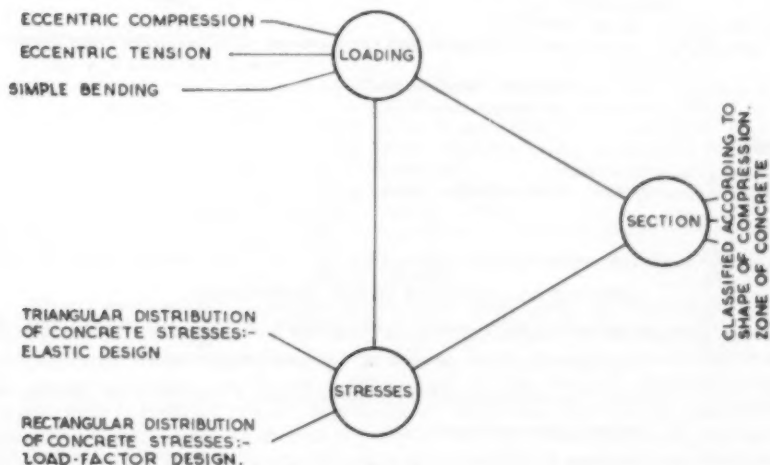 ECCENTRIC COMPRESSION
ECCENTRIC TENSION
SIMPLE BENDING
LOADING
CLASSIFIED ACCORDING TO
SHAPE OF COMPRESSION.
ZONE OF CONCRETE
SECTION
TRIANGULAR DISTRIBUTION
OF CONCRETE STRESSES:-
ELASTIC DESIGN
STRESSES
RECTANGULAR DISTRIBUTION
OF CONCRETE STRESSES:-
LOAD-FACTOR DESIGN.